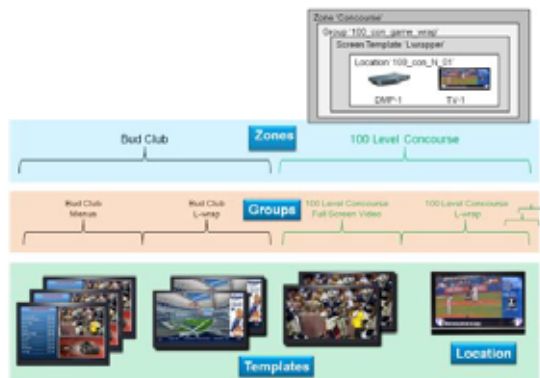 Zone 'Concourse'
Group '100_con_game_wrap'
Screen Template 'Lwrapper'
Location '100_con_N_01'
DMP-1 TV-1
Bud Club Zones 100 Level Concourse
Bud Club Menus
Bud Club L-wrap
Groups
100 Level Concourse Full Screen Video
100 Level Concourse L-wrap
Templates
Location